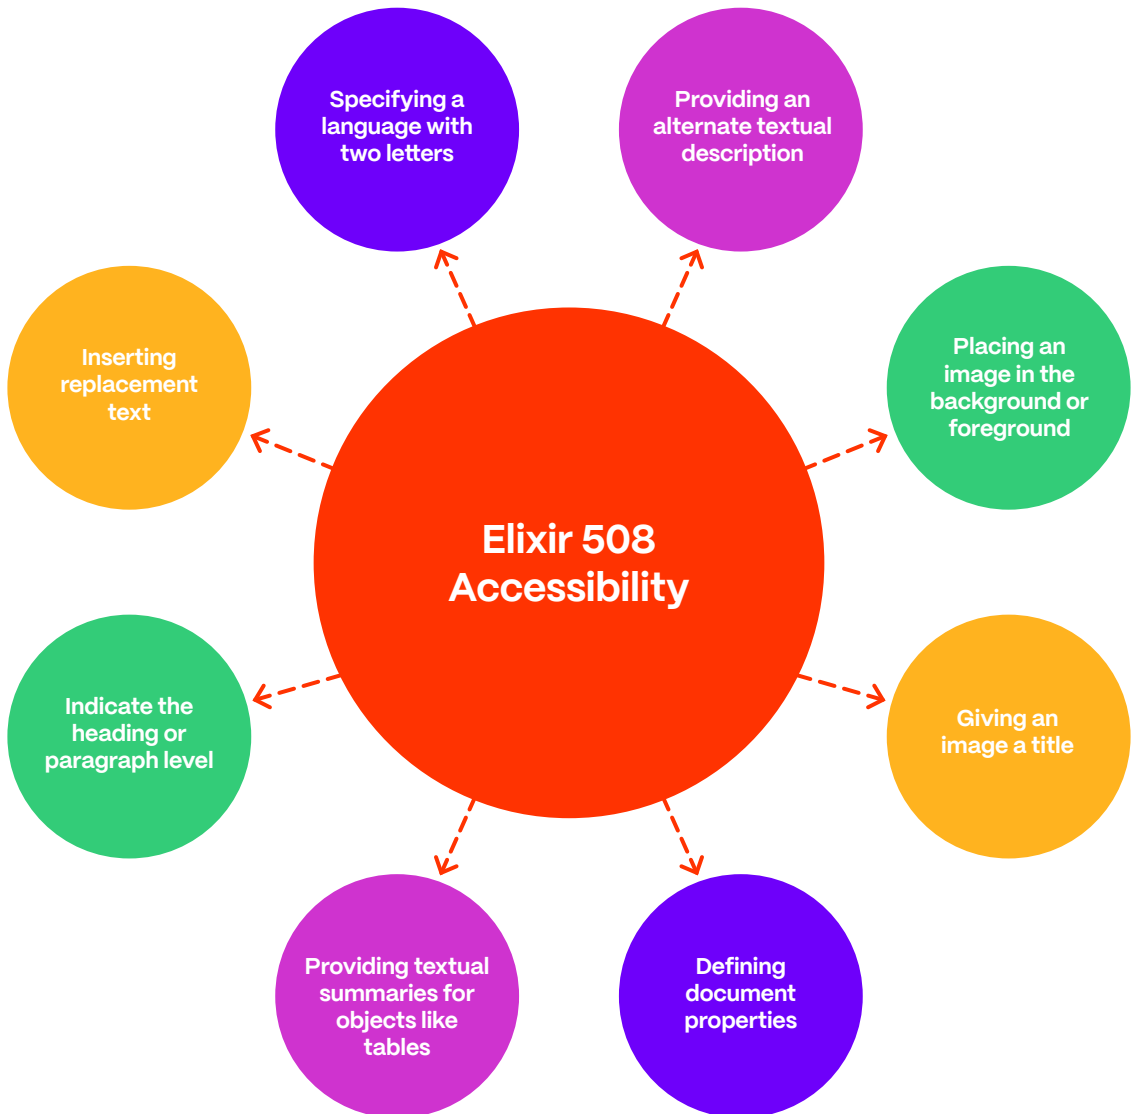 Specifying a
language with
two letters
Providing an
alternate textual
description
Inserting
replacement
text
Placing an
image in the
background or
foreground
Elixir 508
Accessibility
Indicate the
heading or
paragraph level
Giving an
image a title
Providing textual
summaries for
objects like
tables
Defining
document
properties